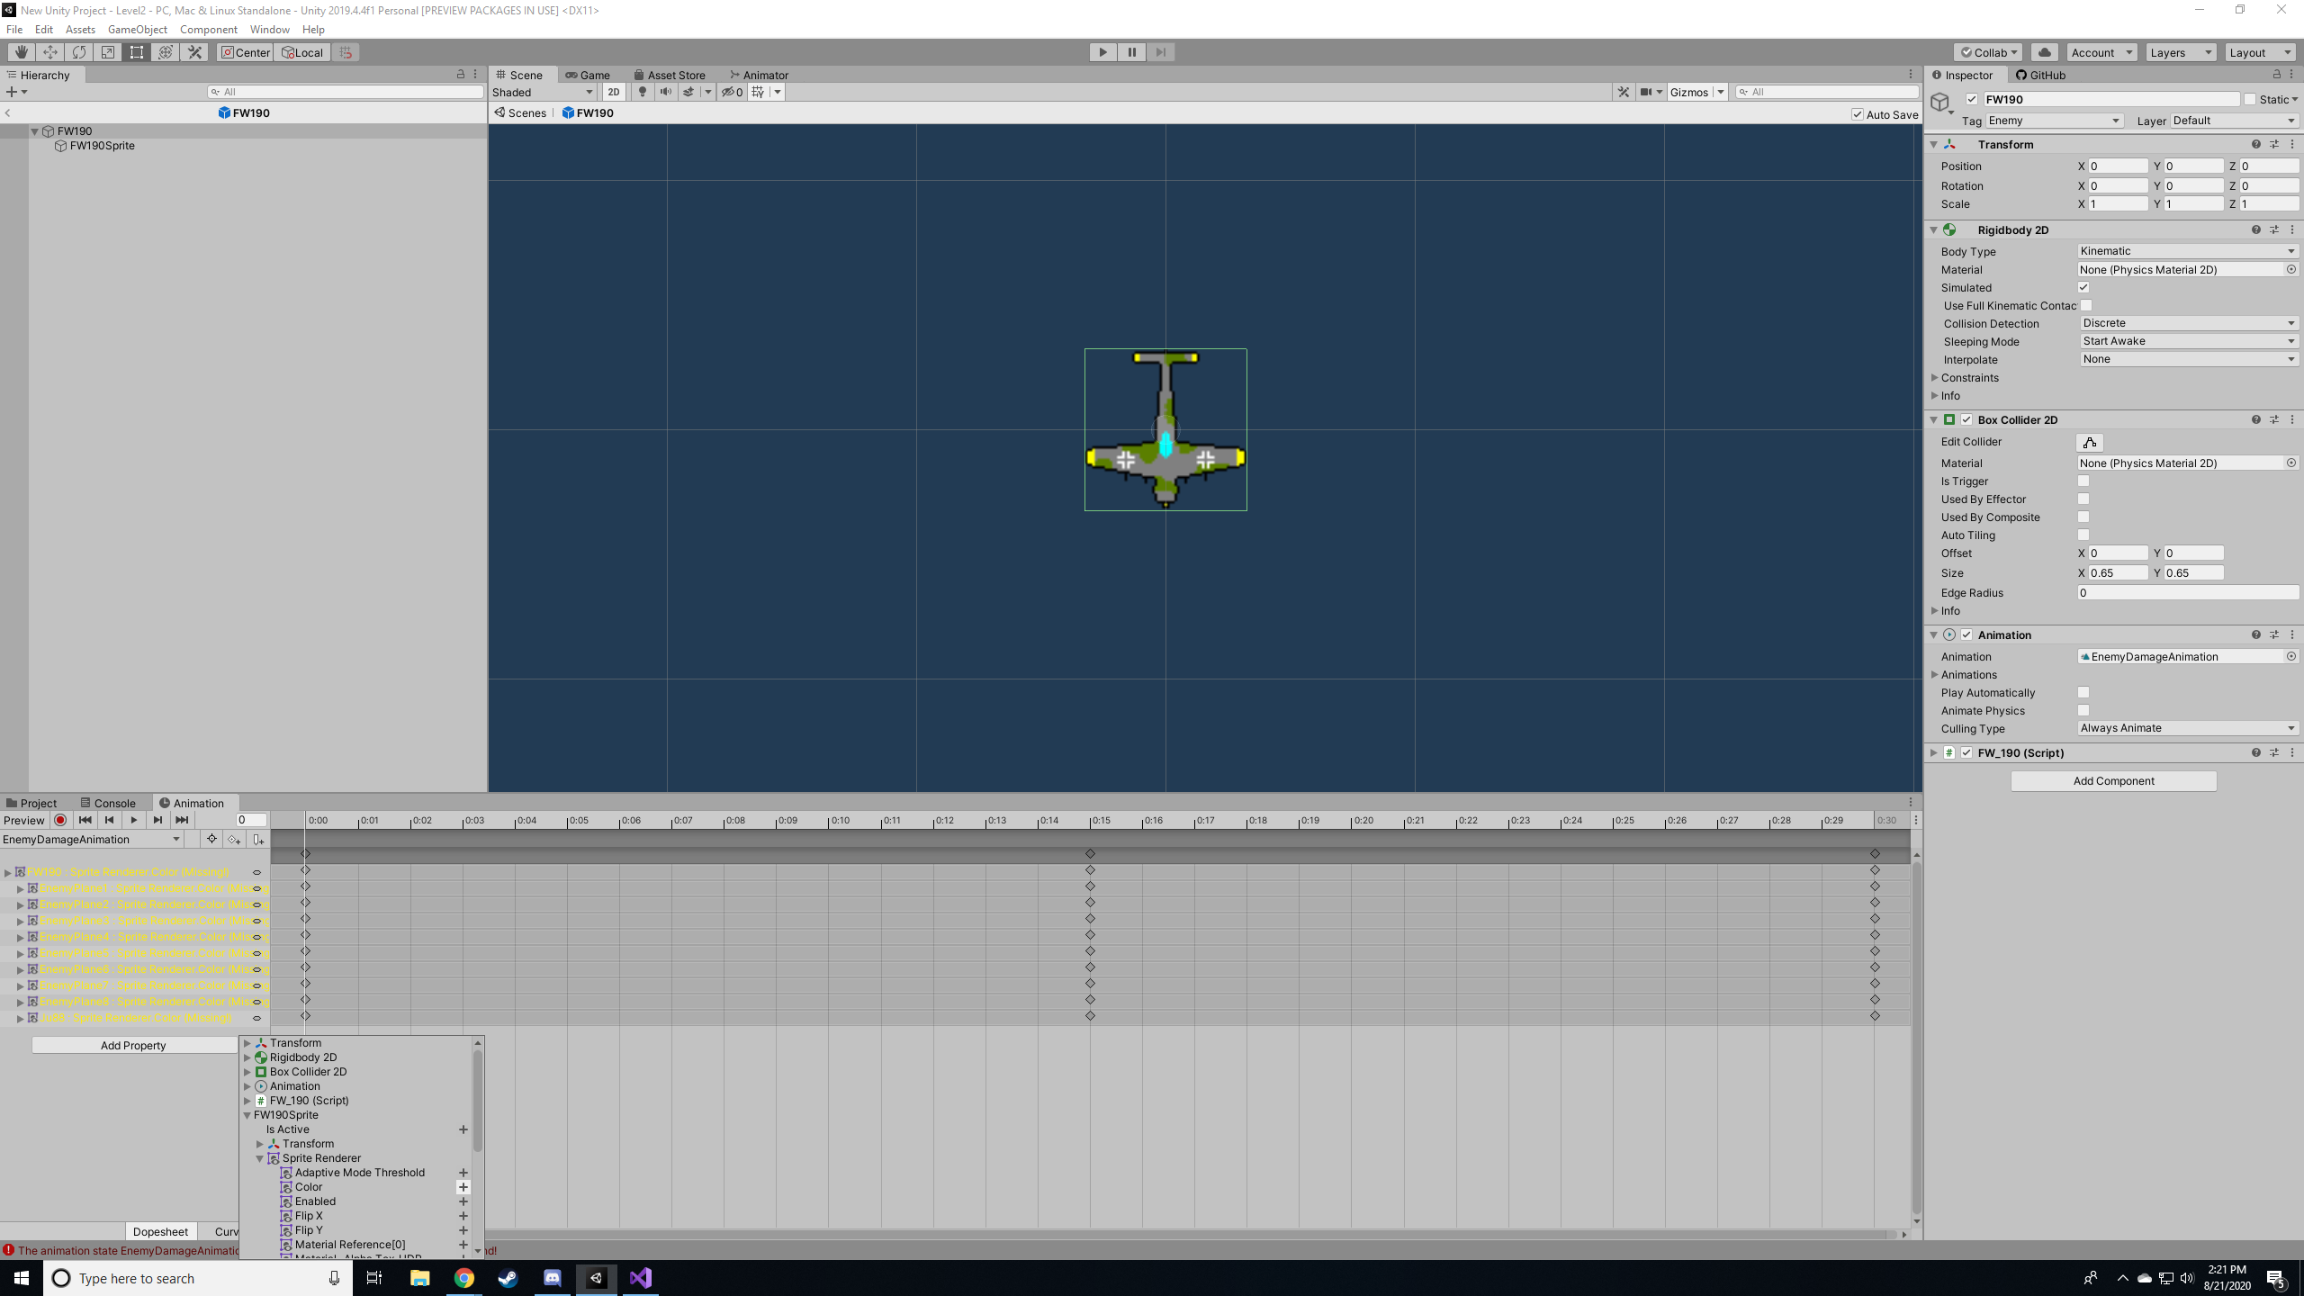 New Unity Project - Level2 - PC, Mac & Linux Standalone - Unity 2019.4.4f1 Personal [PREVIEW PACKAGES IN USE] <DX11>
File Edit Assets GameObject Component Window Help
Center Local Collab Account Layers Layout
Hierarchy Scene Game Asset Store Animator Inspector GitHub
All Shaded 2D 0 Gizmos All
FW190 Scenes FW190 Auto Save
FW190
FW190Sprite
FW190 Static
Tag Enemy Layer Default
Transform
Position X 0 Y 0 Z 0
Rotation X 0 Y 0 Z 0
Scale X 1 Y 1 Z 1
Rigidbody 2D
Body Type Kinematic
Material None (Physics Material 2D)
Simulated
Use Full Kinematic Contac
Collision Detection Discrete
Sleeping Mode Start Awake
Interpolate None
Constraints
Info
Box Collider 2D
Edit Collider
Material None (Physics Material 2D)
Is Trigger
Used By Effector
Used By Composite
Auto Tiling
Offset X 0 Y 0
Size X 0.65 Y 0.65
Edge Radius 0
Info
Animation
Animation EnemyDamageAnimation
Animations
Play Automatically
Animate Physics
Culling Type Always Animate
FW_190 (Script)
Add Component
Project Console Animation
Preview 0 0:00 0:01 0:02 0:03 0:04 0:05 0:06 0:07 0:08 0:09 0:10 0:11 0:12 0:13 0:14 0:15 0:16 0:17 0:18 0:19 0:20 0:21 0:22 0:23 0:24 0:25 0:26 0:27 0:28 0:29 0:30
EnemyDamageAnimation
FW190 : Sprite Renderer.Color (Missing!)
EnemyPlane1 : Sprite Renderer.Color (Missing
EnemyPlane2 : Sprite Renderer.Color (Missing
EnemyPlane3 : Sprite Renderer.Color (Missing
EnemyPlane4 : Sprite Renderer.Color (Missing
EnemyPlane5 : Sprite Renderer.Color (Missing
EnemyPlane6 : Sprite Renderer.Color (Missing
EnemyPlane7 : Sprite Renderer.Color (Missing
EnemyPlane8 : Sprite Renderer.Color (Missing
: Sprite Renderer.Color (Missing!)
Add Property
Transform
Rigidbody 2D
Box Collider 2D
Animation
FW_190 (Script)
FW190Sprite
Is Active
Transform
Sprite Renderer
Adaptive Mode Threshold
Color
Enabled
Flip X
Flip Y
Material Reference[0]
Dopesheet Curv
The animation state EnemyDamageAnimatio nd!
Type here to search
2:21 PM
8/21/2020
5